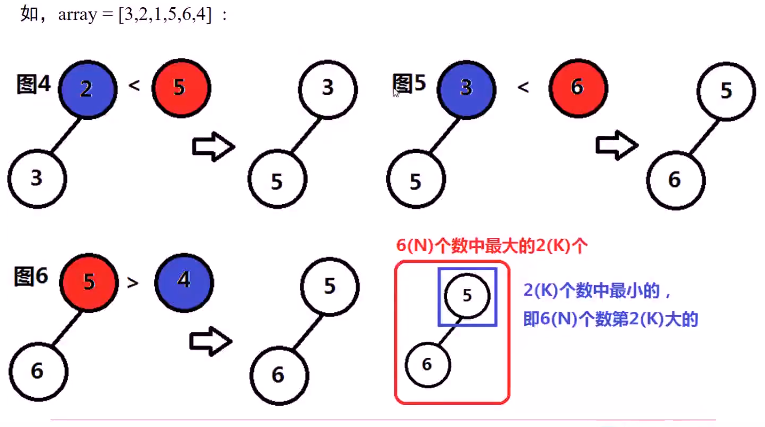 如，array = [3,2,1,5,6,4] :
图4 2 < 5 3
3 5
图5 3 < 6 5
5 6
图6 5 > 4 5
6 6
6(N)个数中最大的2(K)个
5
6
2(K)个数中最小的，
即6(N)个数第2(K)大的